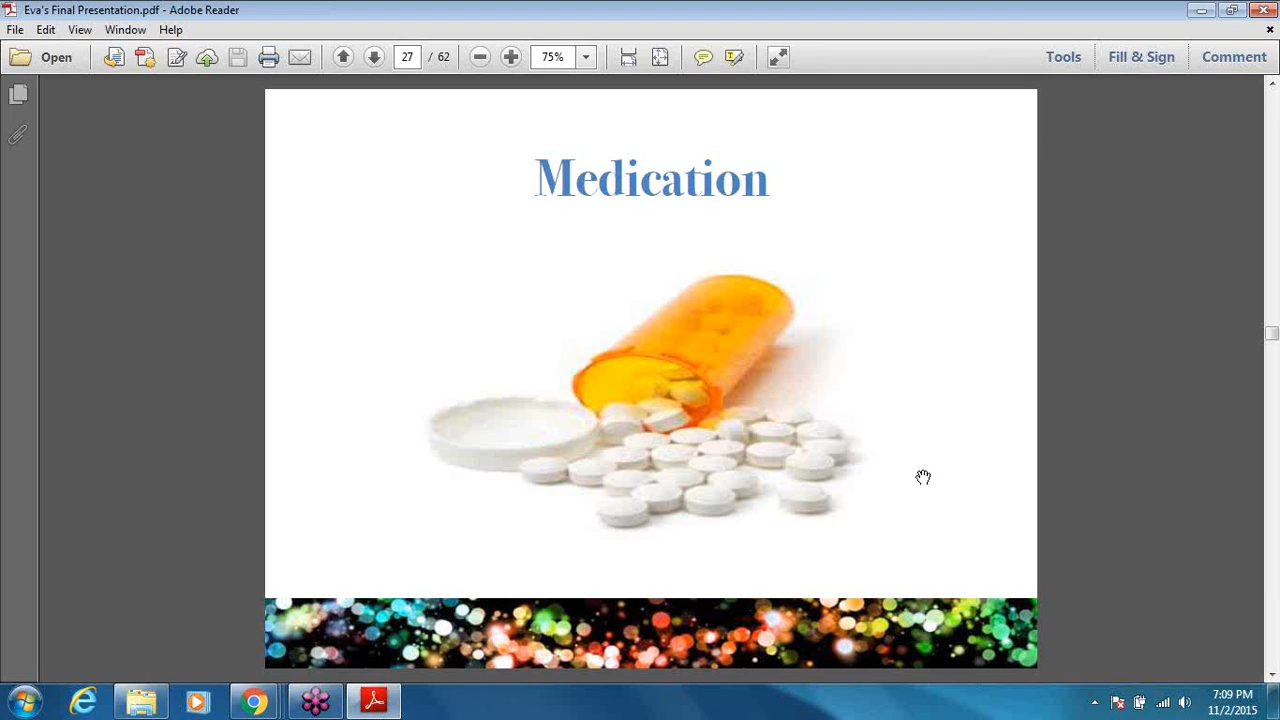 Eva's Final Presentation.pdf - Adobe Reader
File Edit View Window Help
Open 27 / 62 75% Tools Fill & Sign Comment
Medication
7:09 PM
11/2/2015